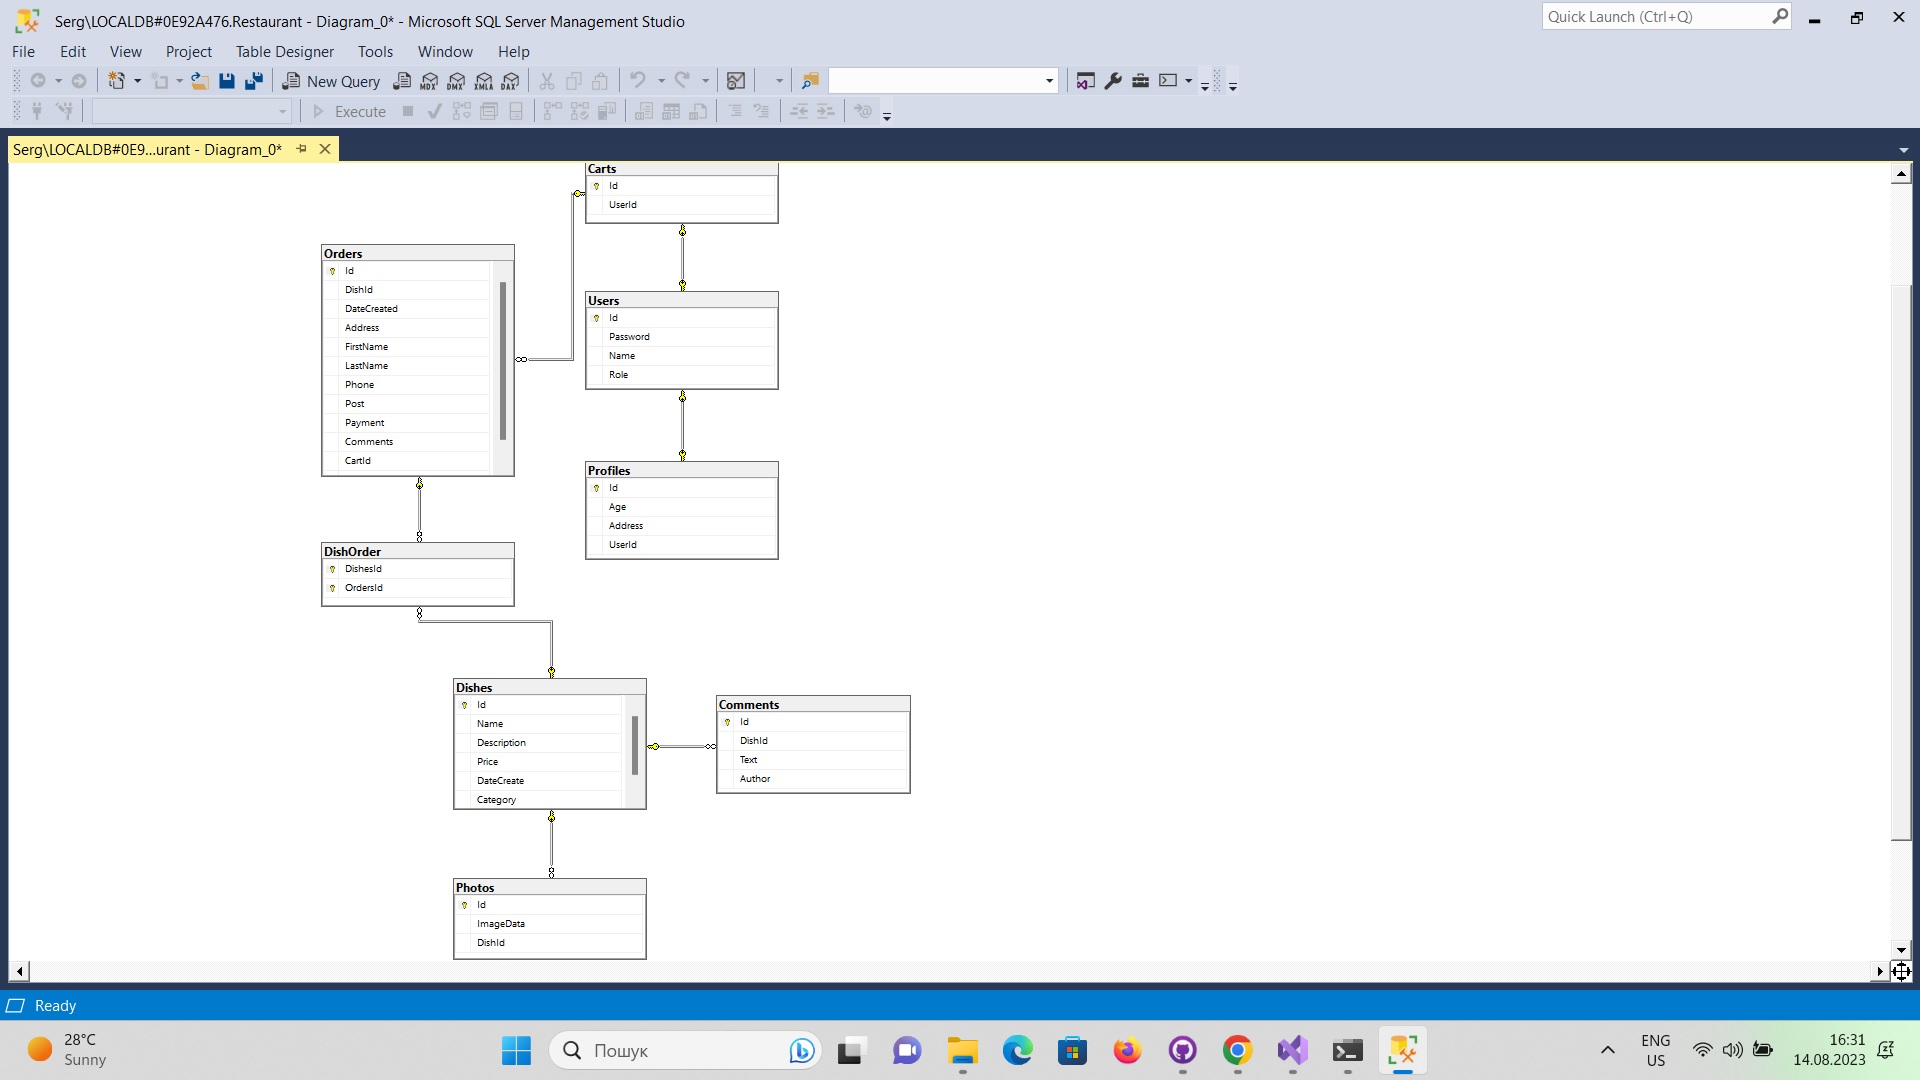 Serg\LOCALDB#0E92A476.Restaurant - Diagram_0* - Microsoft SQL Server Management Studio
Quick Launch (Ctrl+Q)
File Edit View Project Table Designer Tools Window Help
New Query MDX DMX XMLA DAX
Execute
Serg\LOCALDB#0E9...urant - Diagram_0*
Carts
Id
UserId
Orders
Id
DishId
DateCreated
Address
FirstName
LastName
Phone
Post
Payment
Comments
CartId
Users
Id
Password
Name
Role
Profiles
Id
Age
Address
UserId
DishOrder
DishesId
OrdersId
Dishes
Id
Name
Description
Price
DateCreate
Category
Comments
Id
DishId
Text
Author
Photos
Id
ImageData
DishId
Ready
28°C
Sunny
Пошук
ENG
US
16:31
14.08.2023